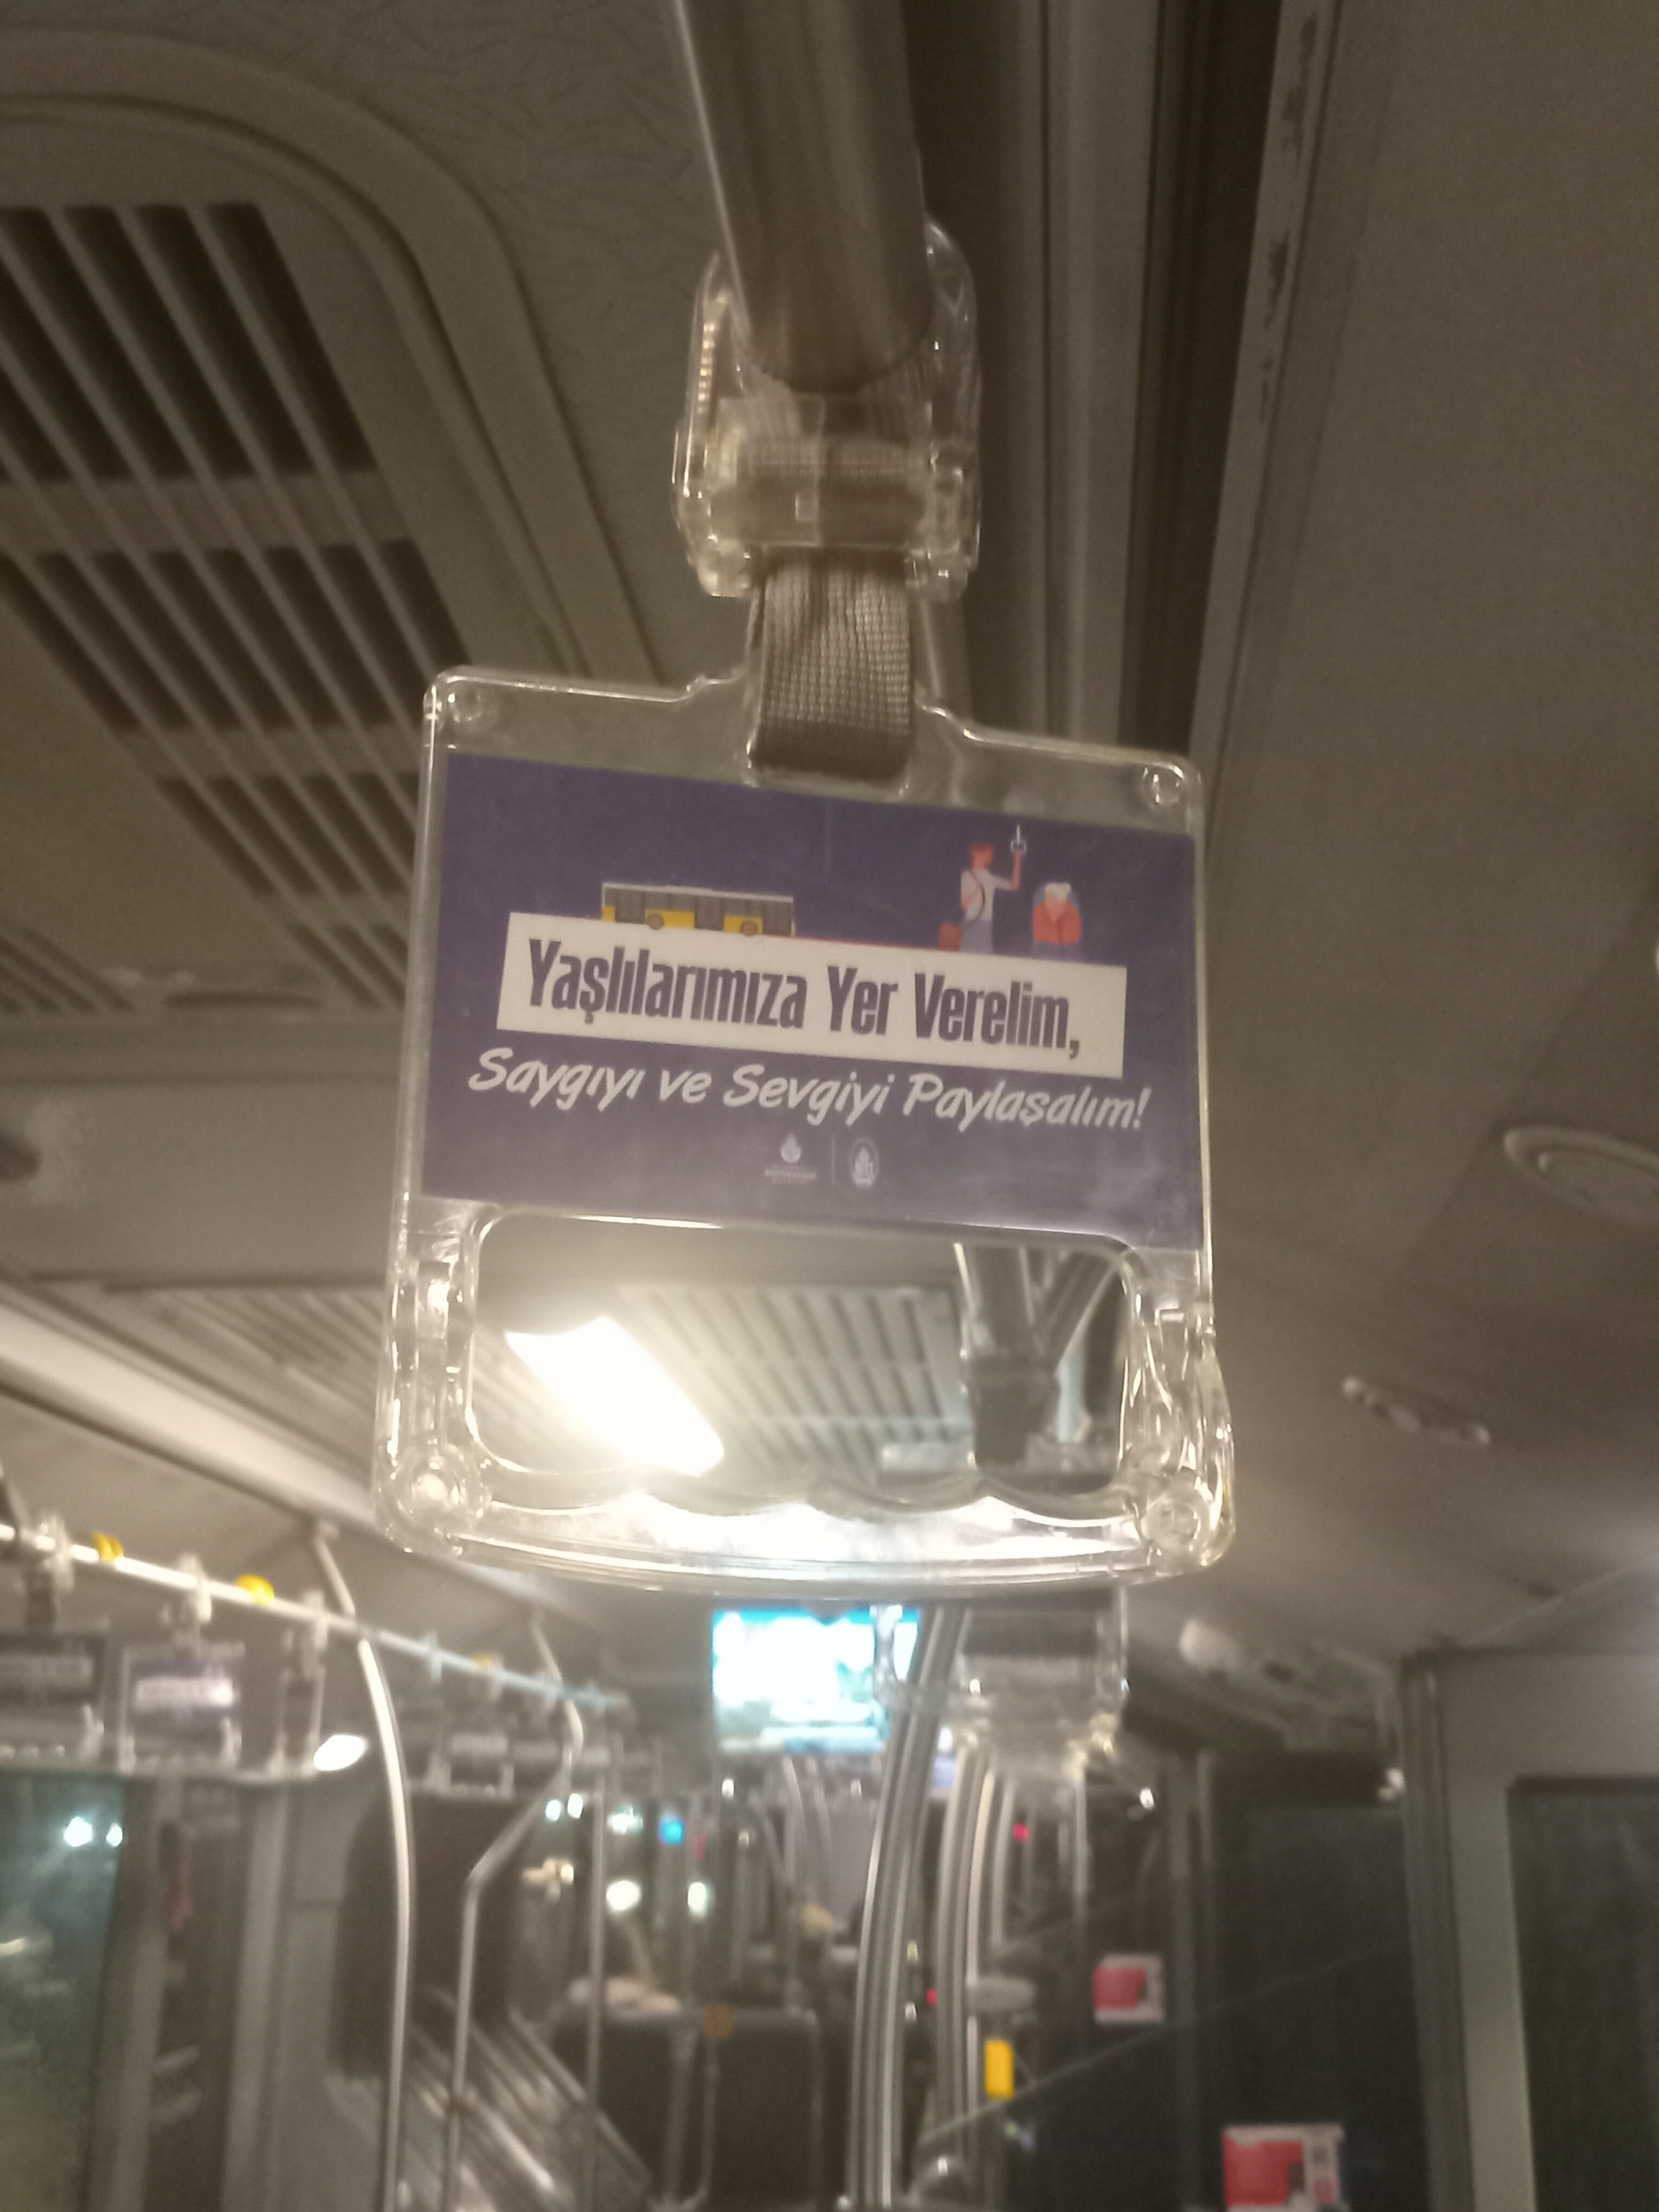 Yaşlılarımıza Yer Verelim,
Saygıyı ve Sevgiyi Paylaşalım!